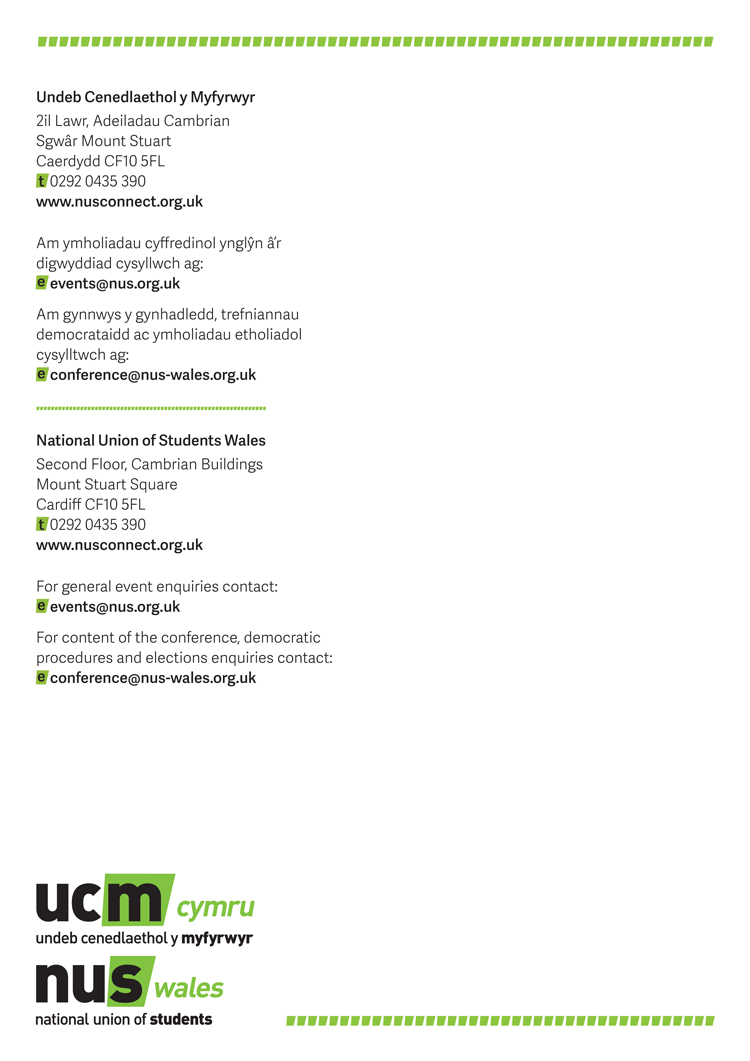 Undeb Cenedlaethol y Myfyrwyr
2il Lawr, Adeiladau Cambrian
Sgwâr Mount Stuart
Caerdydd CF10 5FL
t 0292 0435 390
www.nusconnect.org.uk
Am ymholiadau cyffredinol ynglŷn â’r
digwyddiad cysyllwch ag:
e events@nus.org.uk
Am gynnwys y gynhadledd, trefniannau
democrataidd ac ymholiadau etholiadol
cysylltwch ag:
e conference@nus-wales.org.uk
National Union of Students Wales
Second Floor, Cambrian Buildings
Mount Stuart Square
Cardiff CF10 5FL
t 0292 0435 390
www.nusconnect.org.uk
For general event enquiries contact:
e events@nus.org.uk
For content of the conference, democratic
procedures and elections enquiries contact:
e conference@nus-wales.org.uk
ucm cymru
undeb cenedlaethol y myfyrwyr
nus wales
national union of students